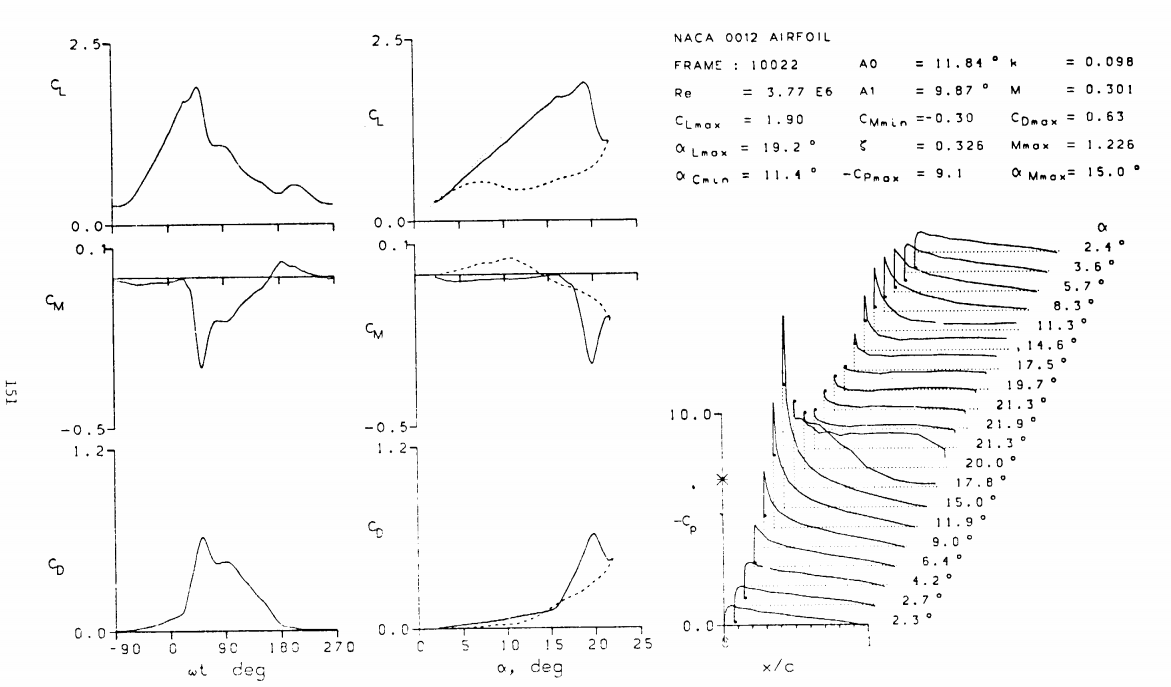 NACA 0012 AIRFOIL
FRAME : 10022 A0 = 11.84 ° k = 0.098
Re = 3.77 E6 A1 = 9.87 ° M = 0.301
CLmax = 1.90 CMmin =-0.30 CDmax = 0.63
αLmax = 19.2 ° ζ = 0.326 Mmax = 1.226
αCmin = 11.4 ° -CPmax = 9.1 αMmax= 15.0 °
2.5
CL
0.0
2.5
CL
0.0
0.1
CM
-0.5
0.1
CM
-0.5
1.2
CD
0.0
-90 0 90 180 270
ωt deg
1.2
CD
0.0
0 5 10 15 20 25
α, deg
α
2.4 °
3.6 °
5.7 °
8.3 °
11.3 °
14.6 °
17.5 °
19.7 °
21.3 °
21.9 °
21.3 °
20.0 °
17.8 °
15.0 °
11.9 °
9.0 °
6.4 °
4.2 °
2.7 °
2.3 °
10.0
-Cp
0.0
0 1
x/c
151